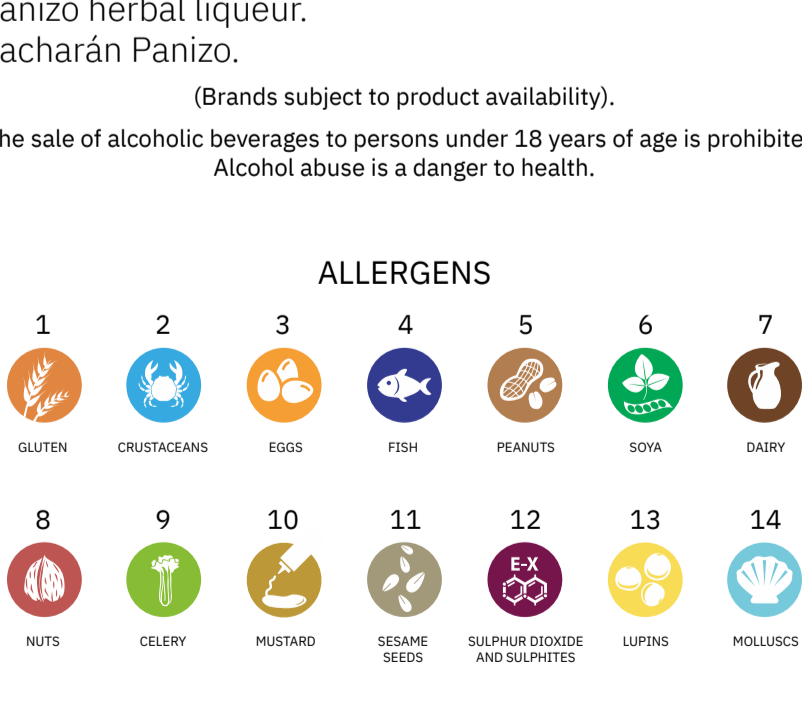 anizo herbal liqueur.
acharán Panizo.
(Brands subject to product availability).
he sale of alcoholic beverages to persons under 18 years of age is prohibite
Alcohol abuse is a danger to health.
ALLERGENS
1 2 3 4 5 6 7
GLUTEN CRUSTACEANS EGGS FISH PEANUTS SOYA DAIRY
8 9 10 11 12 13 14
E-X
NUTS CELERY MUSTARD SESAME SULPHUR DIOXIDE LUPINS MOLLUSCS
SEEDS AND SULPHITES